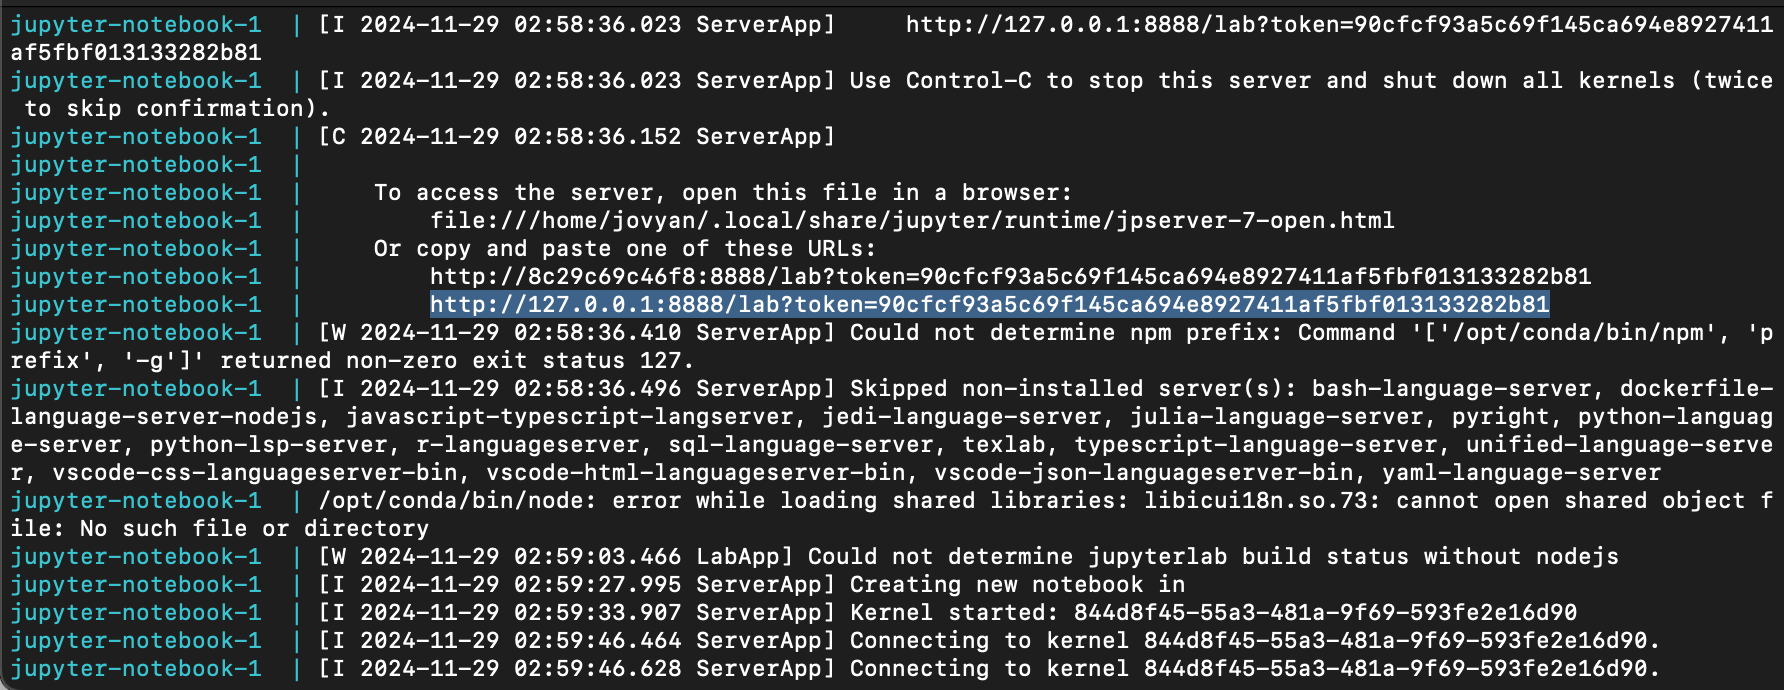 jupyter-notebook-1  | [I 2024-11-29 02:58:36.023 ServerApp]     http://127.0.0.1:8888/lab?token=90cfcf93a5c69f145ca694e8927411
af5fbf013133282b81
jupyter-notebook-1  | [I 2024-11-29 02:58:36.023 ServerApp] Use Control-C to stop this server and shut down all kernels (twice
 to skip confirmation).
jupyter-notebook-1  | [C 2024-11-29 02:58:36.152 ServerApp]
jupyter-notebook-1  |
jupyter-notebook-1  |     To access the server, open this file in a browser:
jupyter-notebook-1  |         file:///home/jovyan/.local/share/jupyter/runtime/jpserver-7-open.html
jupyter-notebook-1  |     Or copy and paste one of these URLs:
jupyter-notebook-1  |         http://8c29c69c46f8:8888/lab?token=90cfcf93a5c69f145ca694e8927411af5fbf013133282b81
jupyter-notebook-1  |         http://127.0.0.1:8888/lab?token=90cfcf93a5c69f145ca694e8927411af5fbf013133282b81
jupyter-notebook-1  | [W 2024-11-29 02:58:36.410 ServerApp] Could not determine npm prefix: Command '['/opt/conda/bin/npm', 'p
refix', '-g']' returned non-zero exit status 127.
jupyter-notebook-1  | [I 2024-11-29 02:58:36.496 ServerApp] Skipped non-installed server(s): bash-language-server, dockerfile-
language-server-nodejs, javascript-typescript-langserver, jedi-language-server, julia-language-server, pyright, python-languag
e-server, python-lsp-server, r-languageserver, sql-language-server, texlab, typescript-language-server, unified-language-serve
r, vscode-css-languageserver-bin, vscode-html-languageserver-bin, vscode-json-languageserver-bin, yaml-language-server
jupyter-notebook-1  | /opt/conda/bin/node: error while loading shared libraries: libicui18n.so.73: cannot open shared object f
ile: No such file or directory
jupyter-notebook-1  | [W 2024-11-29 02:59:03.466 LabApp] Could not determine jupyterlab build status without nodejs
jupyter-notebook-1  | [I 2024-11-29 02:59:27.995 ServerApp] Creating new notebook in
jupyter-notebook-1  | [I 2024-11-29 02:59:33.907 ServerApp] Kernel started: 844d8f45-55a3-481a-9f69-593fe2e16d90
jupyter-notebook-1  | [I 2024-11-29 02:59:46.464 ServerApp] Connecting to kernel 844d8f45-55a3-481a-9f69-593fe2e16d90.
jupyter-notebook-1  | [I 2024-11-29 02:59:46.628 ServerApp] Connecting to kernel 844d8f45-55a3-481a-9f69-593fe2e16d90.